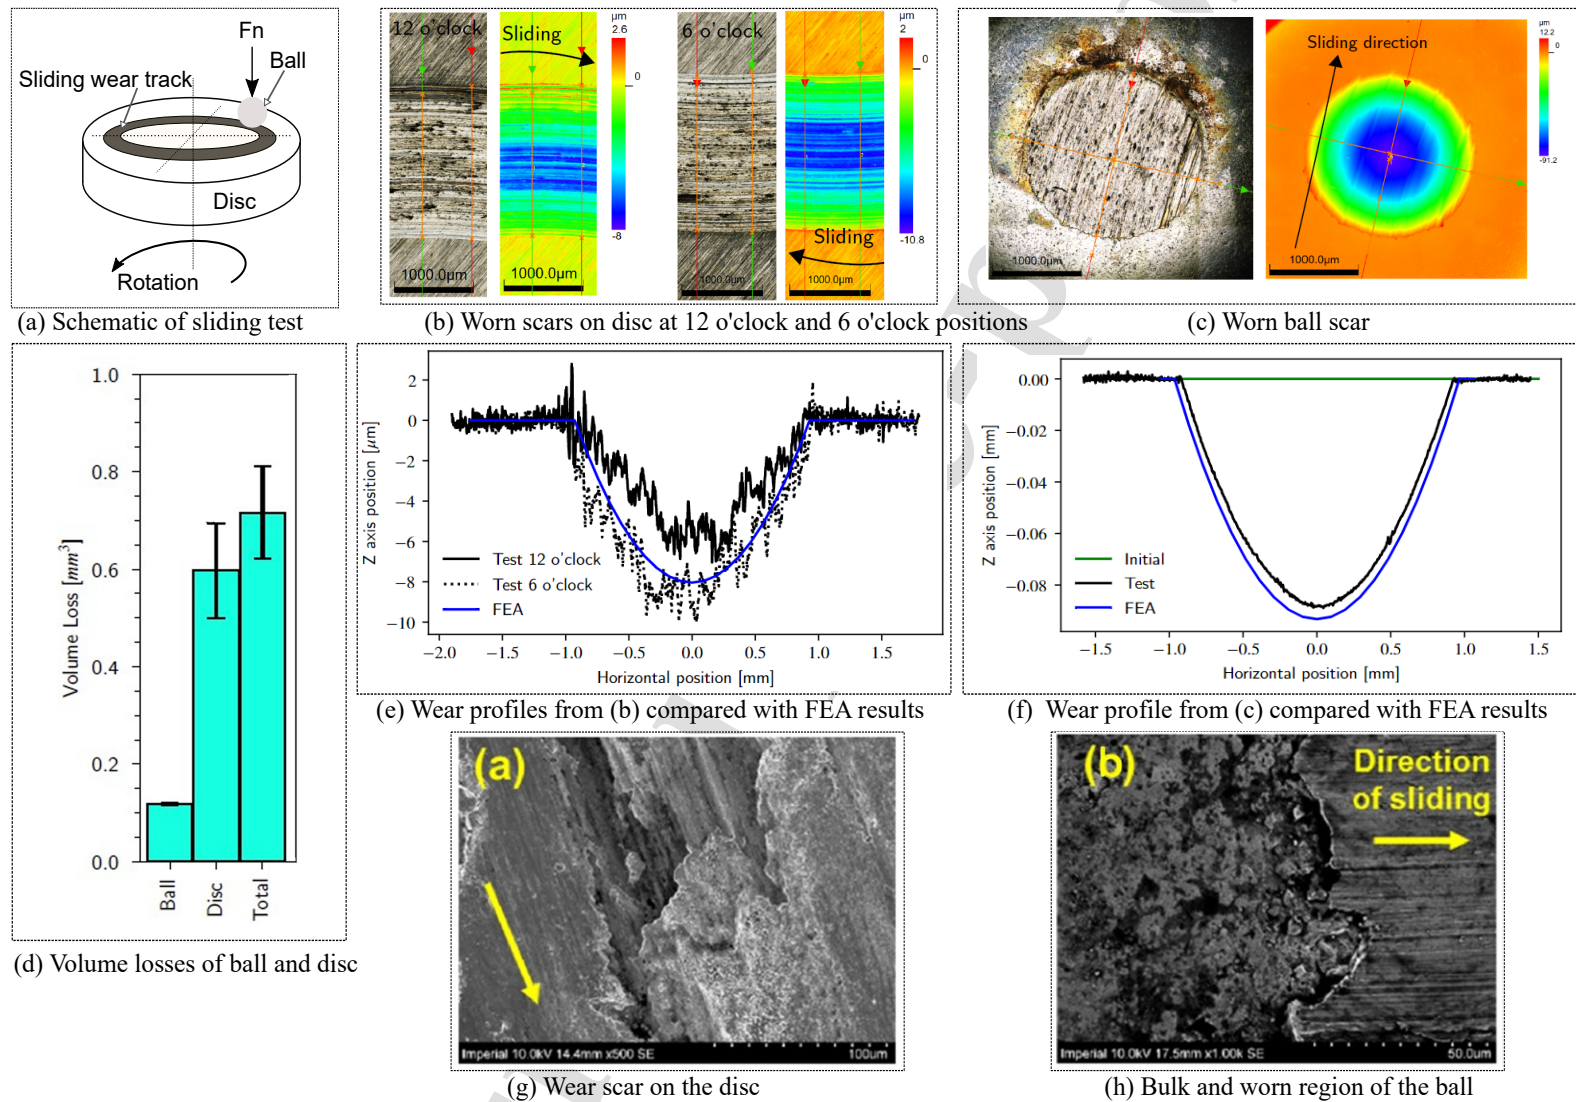 Fn
Ball
Sliding wear track
Disc
Rotation
(a) Schematic of sliding test
12 o'clock
Sliding
µm
2.6
0
-8
1000.0µm
1000.0µm
6 o'clock
Sliding
µm
2
0
-10.8
1000.0µm
1000.0µm
(b) Worn scars on disc at 12 o'clock and 6 o'clock positions
1000.0µm
Sliding direction
µm
12.2
0
-91.2
1000.0µm
(c) Worn ball scar
Volume Loss [mm³]
1.0
0.8
0.6
0.4
0.2
0.0
Ball
Disc
Total
(d) Volume losses of ball and disc
Z axis position [µm]
2
0
−2
−4
−6
−8
−10
Test 12 o'clock
Test 6 o'clock
FEA
−2.0 −1.5 −1.0 −0.5 0.0 0.5 1.0 1.5
Horizontal position [mm]
(e) Wear profiles from (b) compared with FEA results
Z axis position [mm]
0.00
−0.02
−0.04
−0.06
−0.08
Initial
Test
FEA
−1.5 −1.0 −0.5 0.0 0.5 1.0 1.5
Horizontal position [mm]
(f) Wear profile from (c) compared with FEA results
(a)
Imperial 10.0kV 14.4mm x500 SE 100um
(g) Wear scar on the disc
(b)
Direction
of sliding
Imperial 10.0kV 17.5mm x1.00k SE 50.0um
(h) Bulk and worn region of the ball